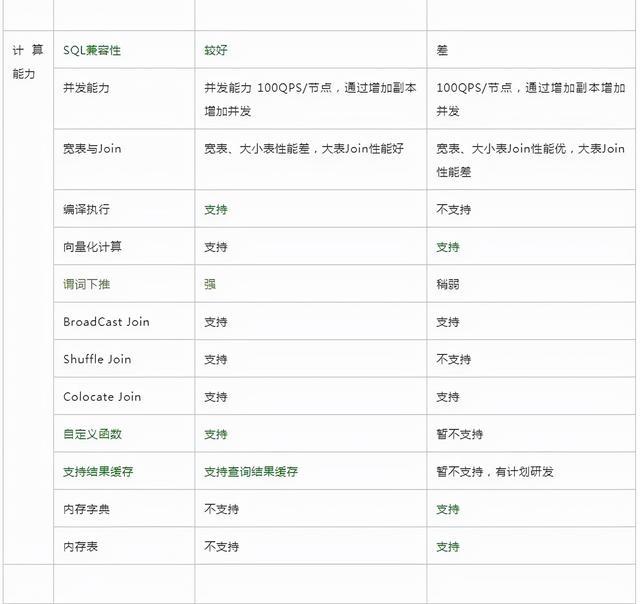 计算
能力
SQL兼容性 较好 差
并发能力 并发能力 100QPS/节点，通过增加副本 100QPS/节点，通过增加副本增加
增加并发 并发
宽表与Join 宽表、大小表性能差，大表Join性能好 宽表、大小表Join性能优，大表Join
性能差
编译执行 支持 不支持
向量化计算 支持 支持
谓词下推 强 稍弱
BroadCast Join 支持 支持
Shuffle Join 支持 不支持
Colocate Join 支持 支持
自定义函数 支持 暂不支持
支持结果缓存 支持查询结果缓存 暂不支持，有计划研发
内存字典 不支持 支持
内存表 不支持 支持